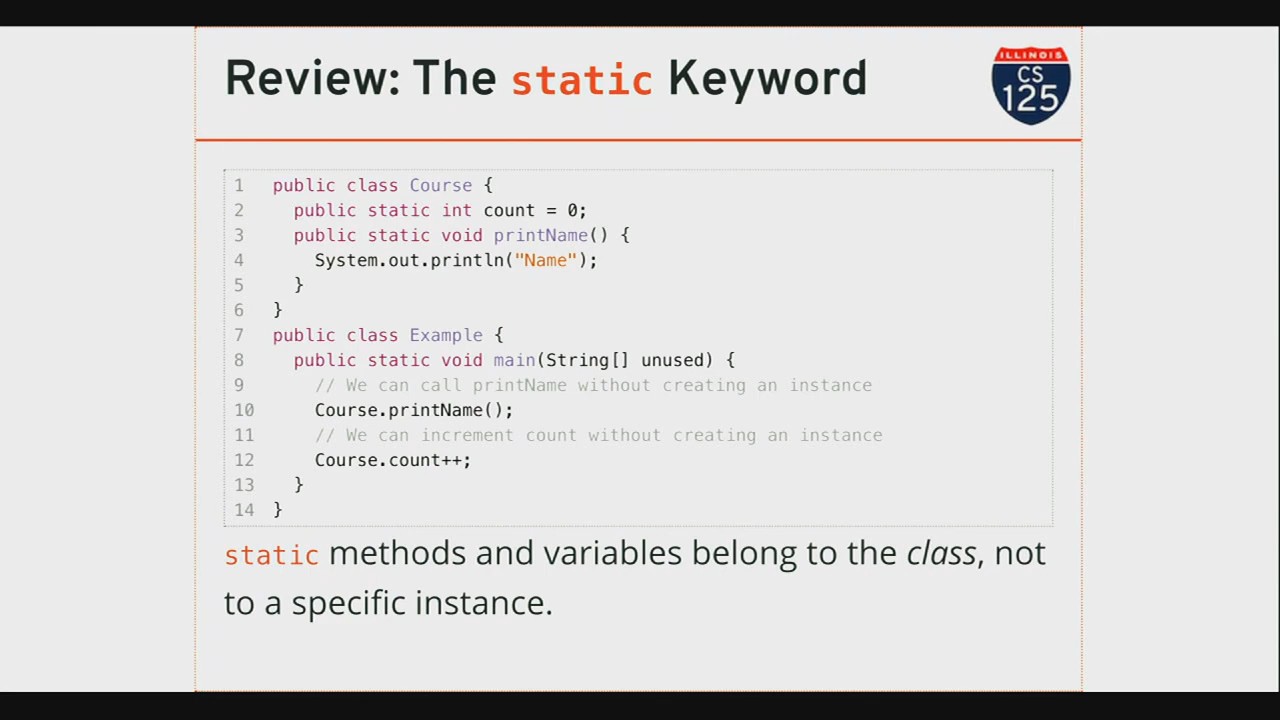 Review: The static Keyword
ILLINOIS
CS
125
1 public class Course {
2 public static int count = 0;
3 public static void printName() {
4 System.out.println("Name");
5 }
6 }
7 public class Example {
8 public static void main(String[] unused) {
9 // We can call printName without creating an instance
10 Course.printName();
11 // We can increment count without creating an instance
12 Course.count++;
13 }
14 }
static methods and variables belong to the class, not
to a specific instance.